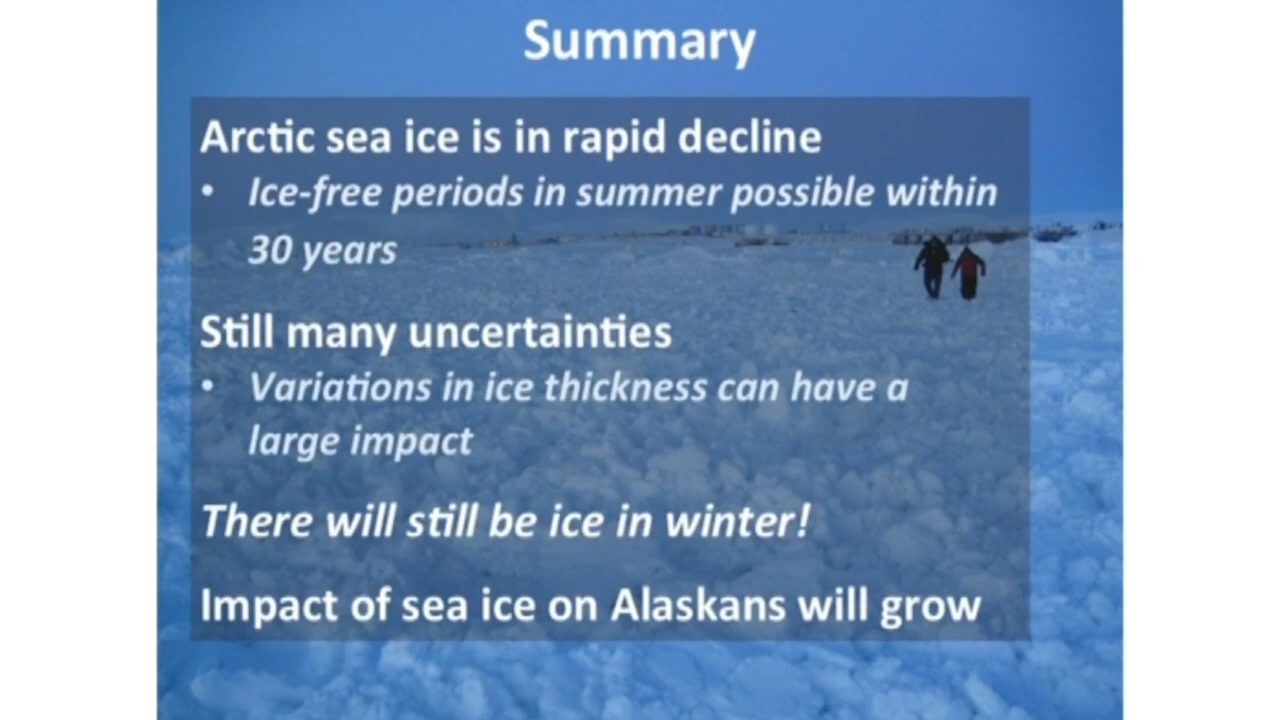 Summary
Arctic sea ice is in rapid decline
• Ice-free periods in summer possible within
30 years
Still many uncertainties
• Variations in ice thickness can have a
large impact
There will still be ice in winter!
Impact of sea ice on Alaskans will grow